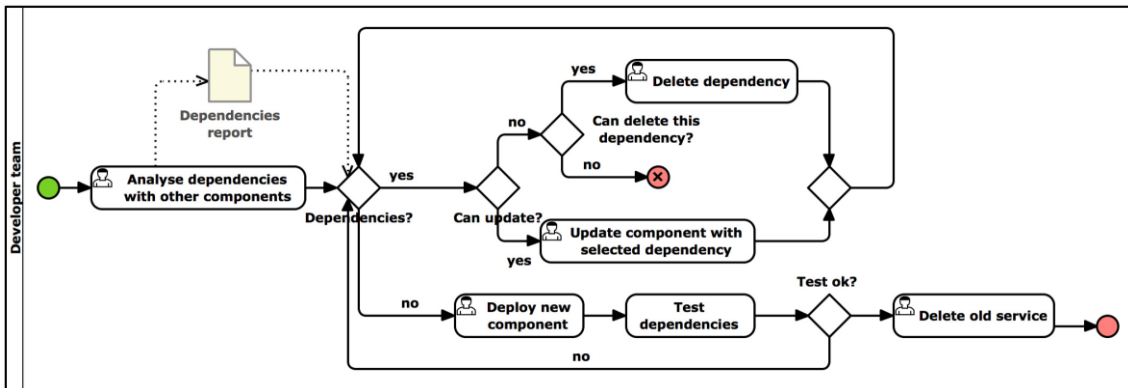 Developer team
Dependencies
report
Analyse dependencies
with other components
Dependencies?
yes
Can update?
no
yes
Can delete this
dependency?
no
Delete dependency
yes
Update component with
selected dependency
no
Deploy new
component
Test
dependencies
Test ok?
Delete old service
no